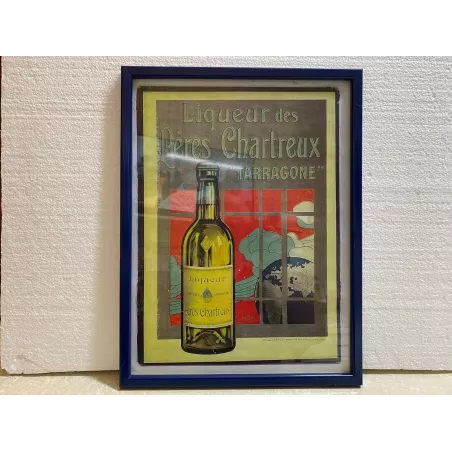 Liqueur des
Pères Chartreux
"TARRAGONE"
Liqueur
Pères Chartreux